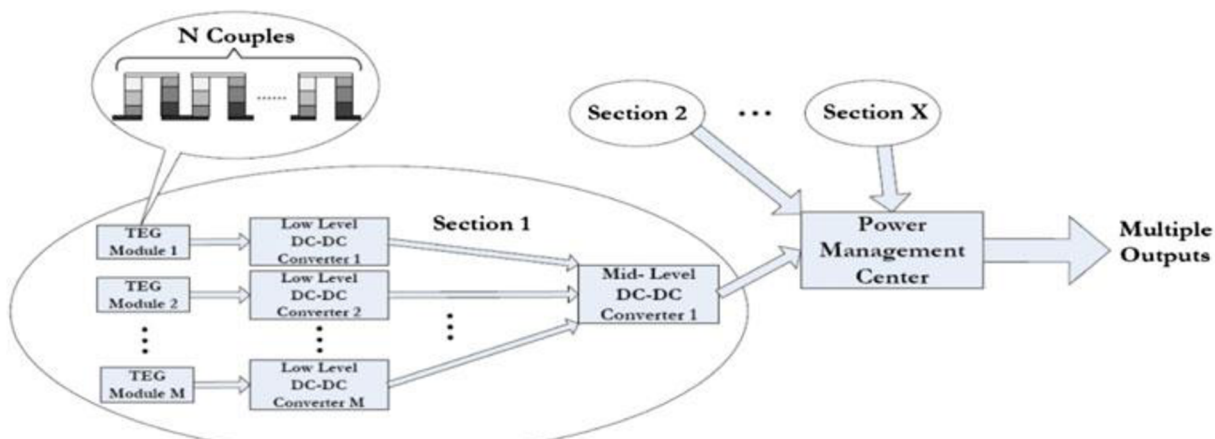 N Couples
Section 2
Section X
TEG
Module 1
Low Level
DC-DC
Converter 1
Section 1
Power
Management
Center
Multiple
Outputs
TEG
Module 2
Low Level
DC-DC
Converter 2
Mid- Level
DC-DC
Converter 1
TEG
Module M
Low Level
DC-DC
Converter M